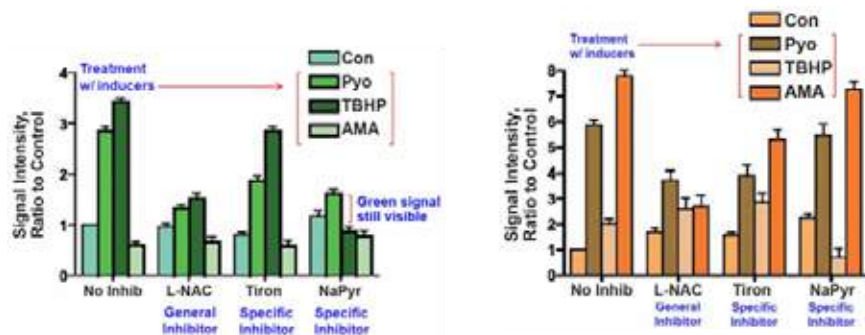 Treatment
w/ inducers
Con
Pyo
TBHP
AMA
Signal Intensity,
Ratio to Control
4
3
2
1
0
Green signal
still visible
No Inhib
L-NAC
Tiron
NaPyr
General
Inhibitor
Specific
Inhibitor
Specific
Inhibitor
Treatment
w/ inducers
Con
Pyo
TBHP
AMA
Signal Intensity,
Ratio to Control
8
7
6
5
4
3
2
1
0
No Inhib
L-NAC
Tiron
NaPyr
General
Inhibitor
Specific
Inhibitor
Specific
Inhibitor